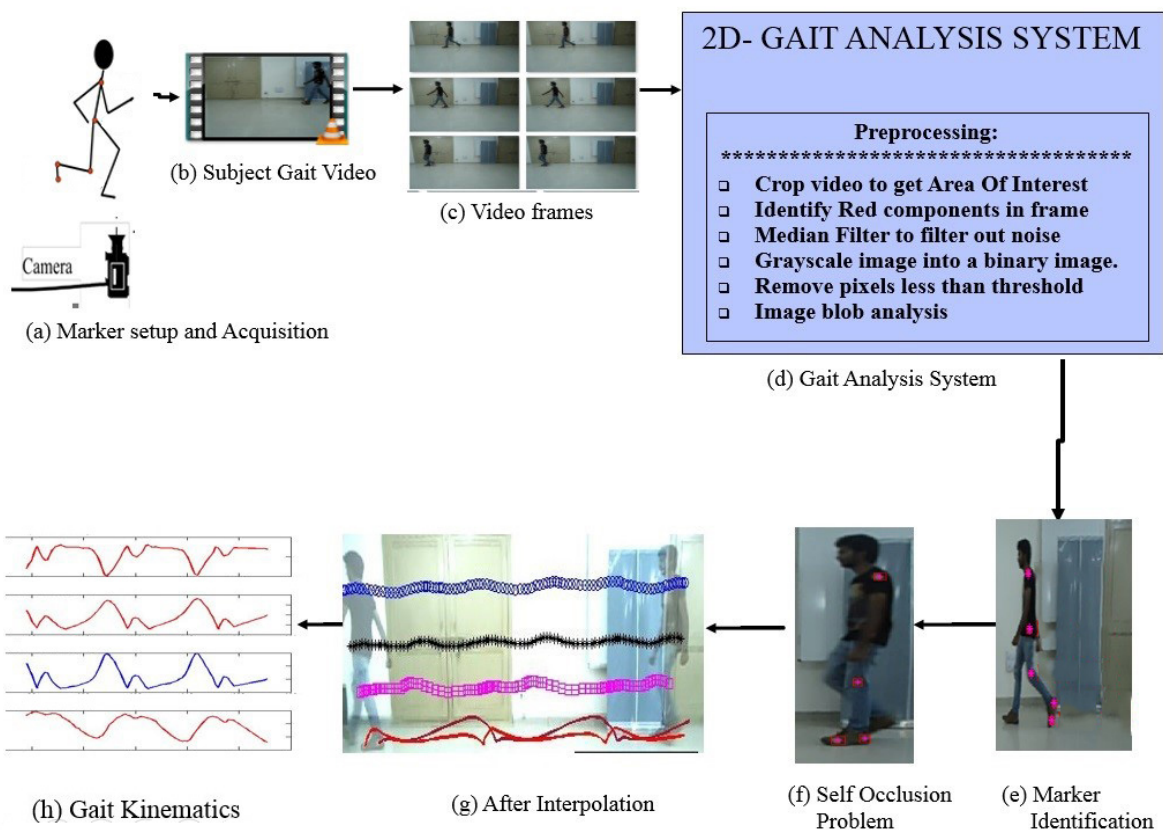 2D- GAIT ANALYSIS SYSTEM
Preprocessing:
************************************
Crop video to get Area Of Interest
Identify Red components in frame
Median Filter to filter out noise
Grayscale image into a binary image.
Remove pixels less than threshold
Image blob analysis
(b) Subject Gait Video
(c) Video frames
Camera
(a) Marker setup and Acquisition
(d) Gait Analysis System
(h) Gait Kinematics
(g) After Interpolation
(f) Self Occlusion
Problem
(e) Marker
Identification